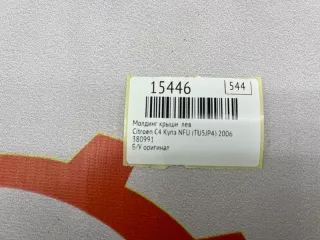 15446 544
Молдинг крыши лев
Citroen C4 Купэ NFU (TU5JP4) 2006
380991
Б/У оригинал